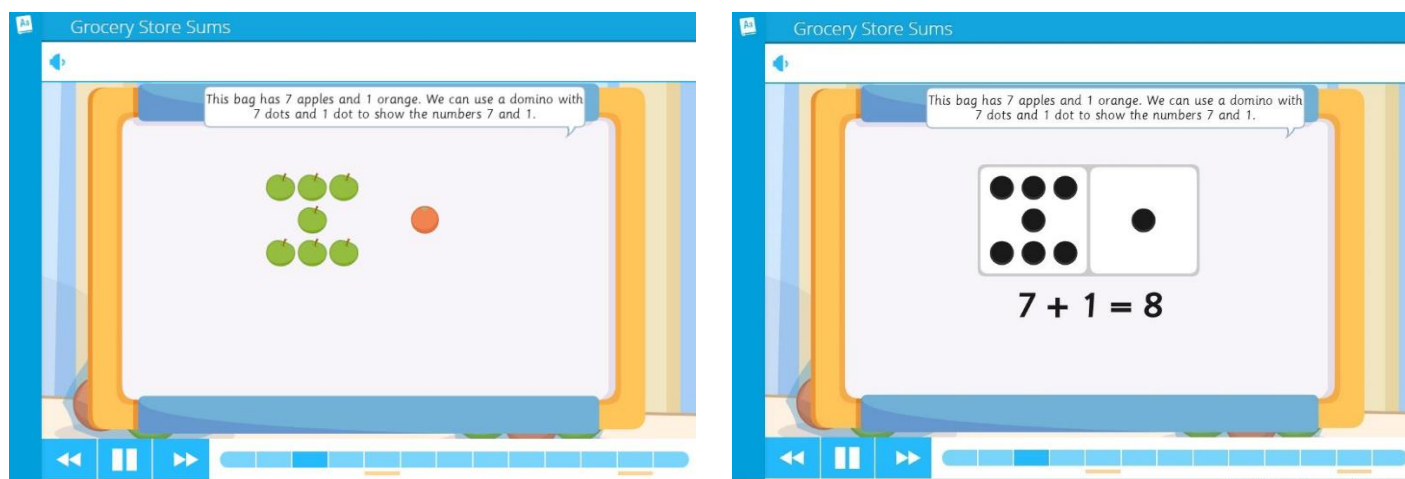 Aa
Grocery Store Sums
This bag has 7 apples and 1 orange. We can use a domino with
7 dots and 1 dot to show the numbers 7 and 1.
Aa
Grocery Store Sums
This bag has 7 apples and 1 orange. We can use a domino with
7 dots and 1 dot to show the numbers 7 and 1.
7 + 1 = 8